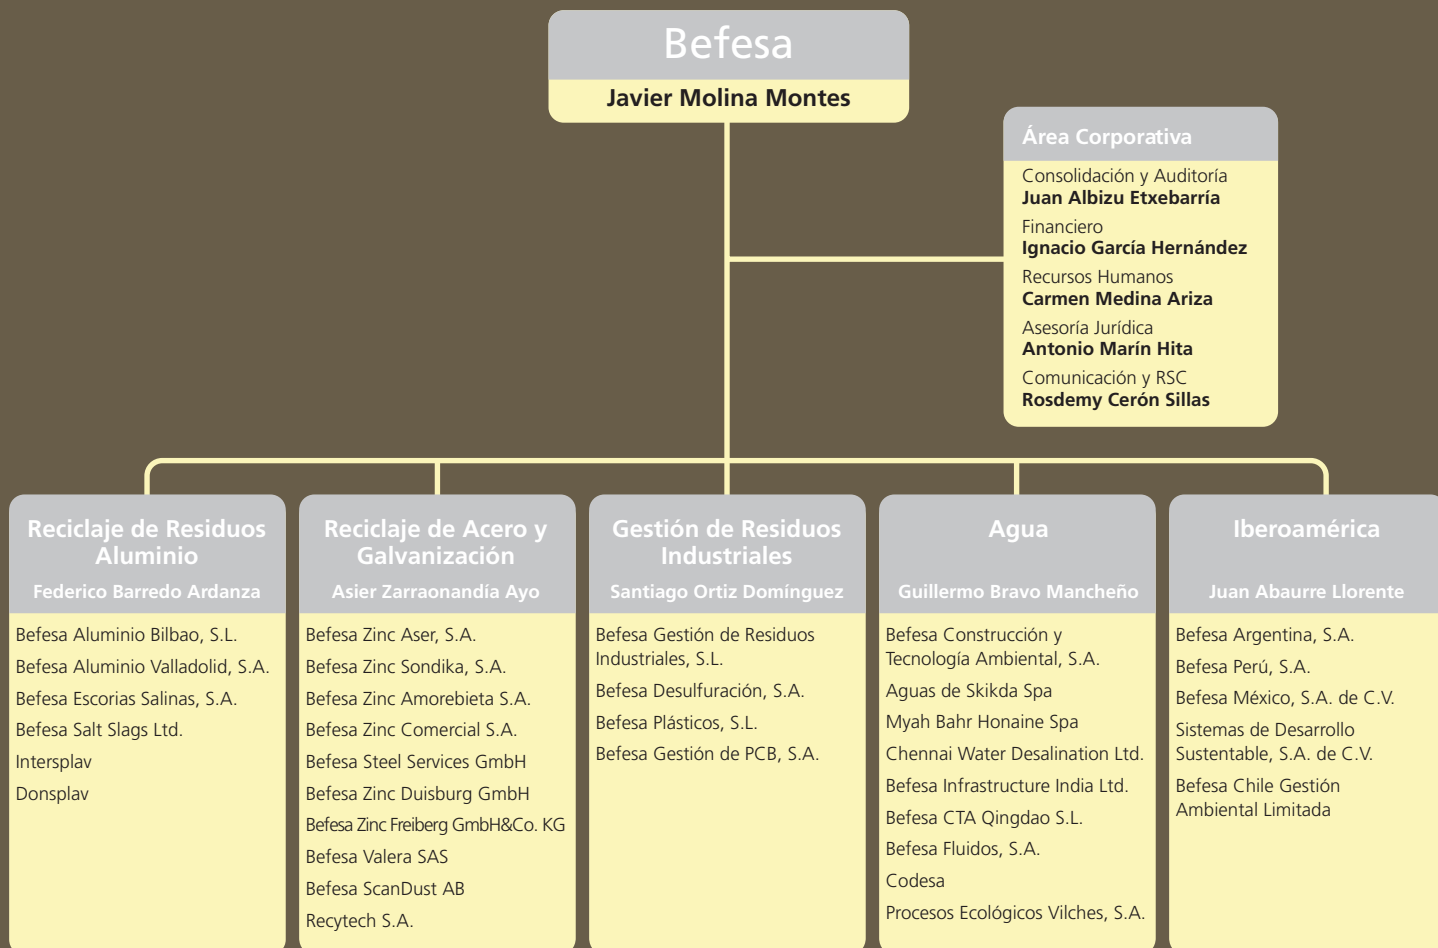 Befesa
Javier Molina Montes
Área Corporativa
Consolidación y Auditoría
Juan Albizu Etxebarría
Financiero
Ignacio García Hernández
Recursos Humanos
Carmen Medina Ariza
Asesoría Jurídica
Antonio Marín Hita
Comunicación y RSC
Rosdemy Cerón Sillas
Reciclaje de Residuos
Aluminio
Federico Barredo Ardanza
Befesa Aluminio Bilbao, S.L.
Befesa Aluminio Valladolid, S.A.
Befesa Escorias Salinas, S.A.
Befesa Salt Slags Ltd.
Intersplav
Donsplav
Reciclaje de Acero y
Galvanización
Asier Zarraonandía Ayo
Befesa Zinc Aser, S.A.
Befesa Zinc Sondika, S.A.
Befesa Zinc Amorebieta S.A.
Befesa Zinc Comercial S.A.
Befesa Steel Services GmbH
Befesa Zinc Duisburg GmbH
Befesa Zinc Freiberg GmbH&Co. KG
Befesa Valera SAS
Befesa ScanDust AB
Recytech S.A.
Gestión de Residuos
Industriales
Santiago Ortiz Domínguez
Befesa Gestión de Residuos
Industriales, S.L.
Befesa Desulfuración, S.A.
Befesa Plásticos, S.L.
Befesa Gestión de PCB, S.A.
Agua
Guillermo Bravo Mancheño
Befesa Construcción y
Tecnología Ambiental, S.A.
Aguas de Skikda Spa
Myah Bahr Honaine Spa
Chennai Water Desalination Ltd.
Befesa Infrastructure India Ltd.
Befesa CTA Qingdao S.L.
Befesa Fluidos, S.A.
Codesa
Procesos Ecológicos Vilches, S.A.
Iberoamérica
Juan Abaurre Llorente
Befesa Argentina, S.A.
Befesa Perú, S.A.
Befesa México, S.A. de C.V.
Sistemas de Desarrollo
Sustentable, S.A. de C.V.
Befesa Chile Gestión
Ambiental Limitada